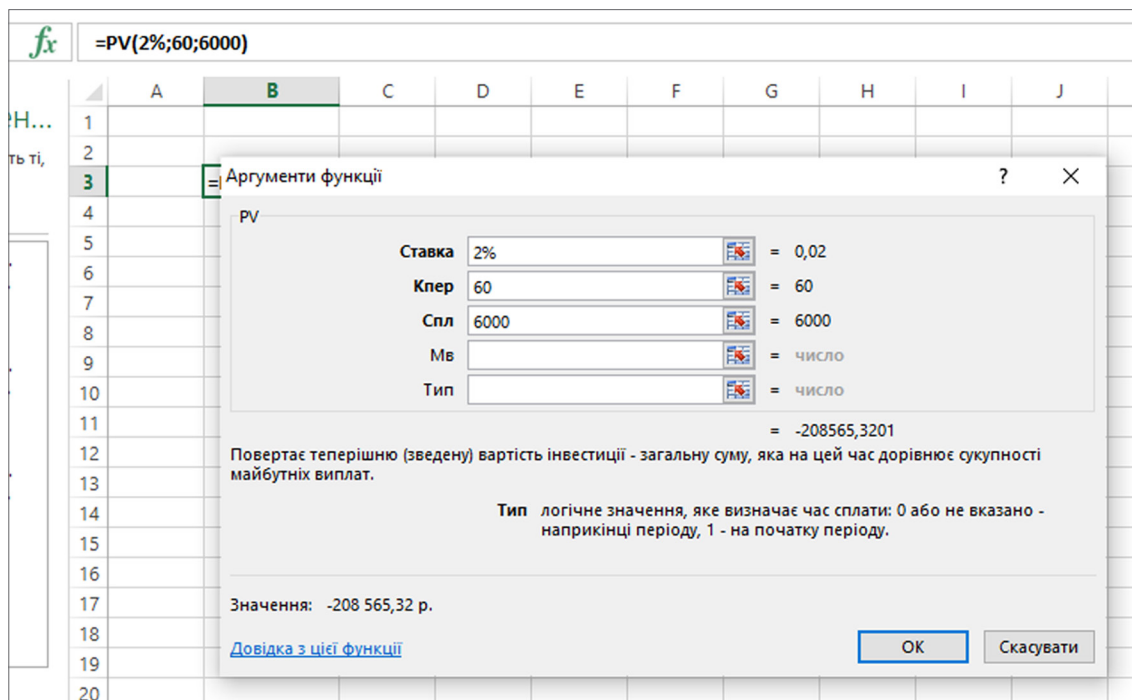 fx =PV(2%;60;6000)
A B C D E F G H I J
ен...
ть ті,
1
2
3
4
5
6
7
8
9
10
11
12
13
14
15
16
17
18
19
20
Аргументи функції ?
PV
Ставка 2% = 0,02
Кпер 60 = 60
Спл 6000 = 6000
Мв = число
Тип = число
= -208565,3201
Повертає теперішню (зведену) вартість інвестиції - загальну суму, яка на цей час дорівнює сукупності
майбутніх виплат.
Тип логічне значення, яке визначає час сплати: 0 або не вказано -
наприкінці періоду, 1 - на початку періоду.
Значення: -208 565,32 р.
Довідка з цієї функції OK Скасувати